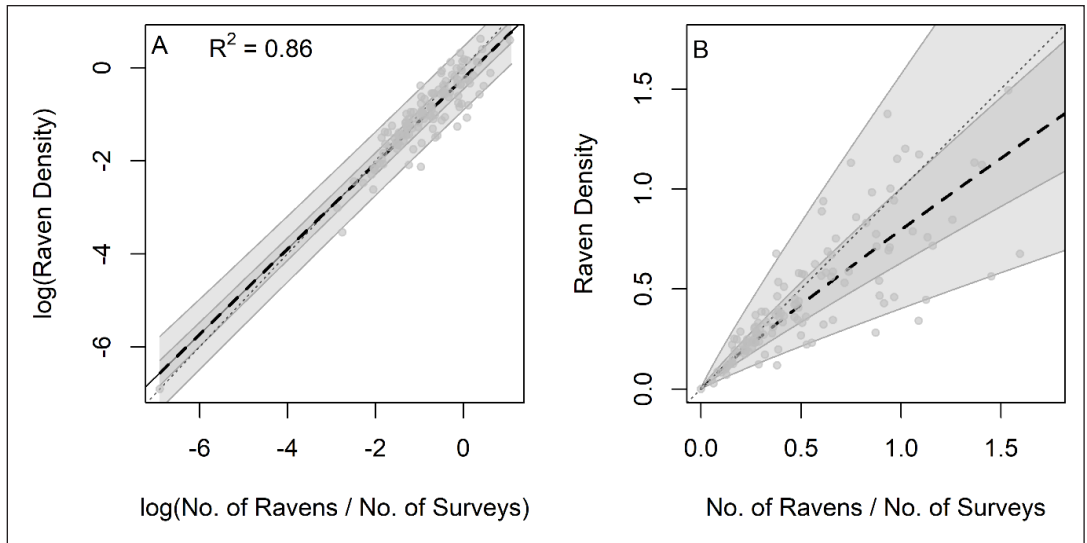 A R² = 0.86
log(Raven Density)
0
-2
-4
-6
-6 -4 -2 0
log(No. of Ravens / No. of Surveys)
B
Raven Density
1.5
1.0
0.5
0.0
0.0 0.5 1.0 1.5
No. of Ravens / No. of Surveys